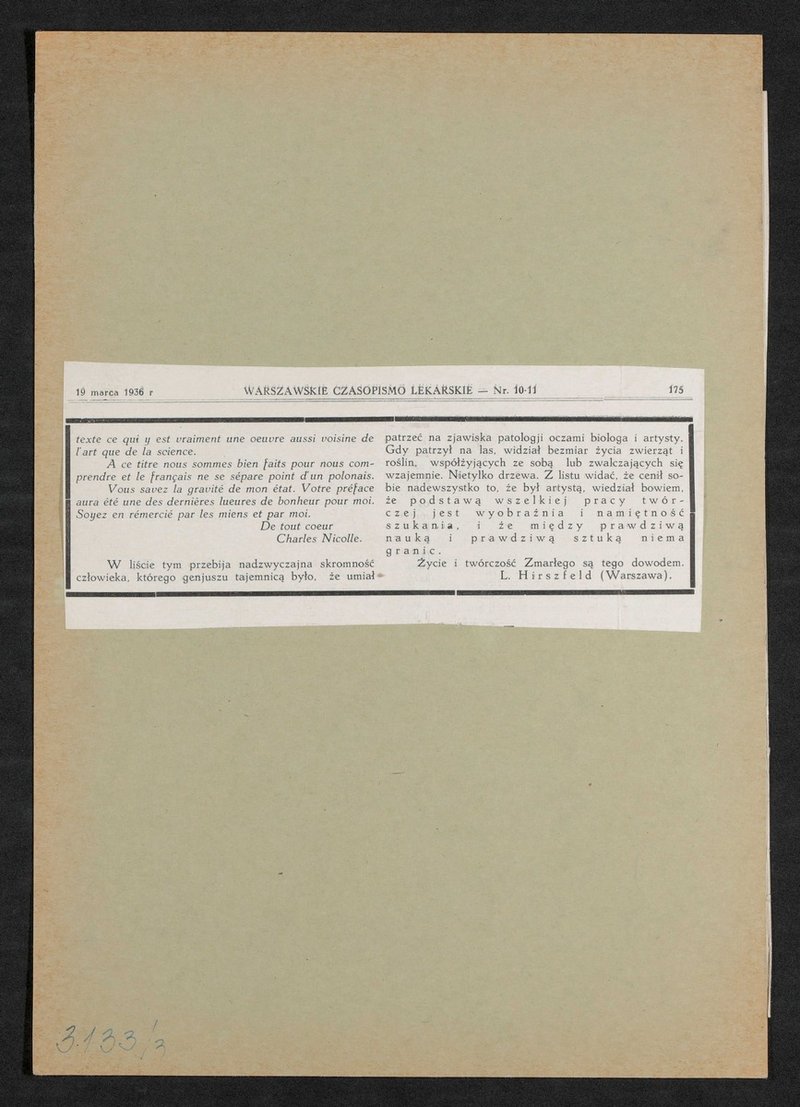 19 marca 1936 r
WARSZAWSKIE CZASOPISMO LEKARSKIE — Nr. 10-11
175
texte ce qui y est vraiment une oeuvre aussi voisine de
l'art que de la science.
A ce titre nous sommes bien faits pour nous com-
prendre et le français ne se sépare point d'un polonais.
Vous savez la gravité de mon état. Votre préface
aura été une des dernières lueures de bonheur pour moi.
Soyez en rémercié par les miens et par moi.
De tout coeur
Charles Nicolle.
W liście tym przebija nadzwyczajna skromność
człowieka, którego genjuszu tajemnicą było, że umiał
patrzeć na zjawiska patologji oczami biologa i artysty.
Gdy patrzył na las, widział bezmiar życia zwierząt i
roślin, współżyjących ze sobą lub zwalczających się
wzajemnie. Nietylko drzewa. Z listu widać, że cenił so-
bie nadewszystko to, że był artystą, wiedział bowiem,
że podstawą wszelkiej pracy twór-
czej jest wyobraźnia i namiętność
szukania, i że między prawdziwą
nauką i prawdziwą sztuką niema
granic.
Życie i twórczość Zmarłego są tego dowodem.
L. Hirszfeld (Warszawa).